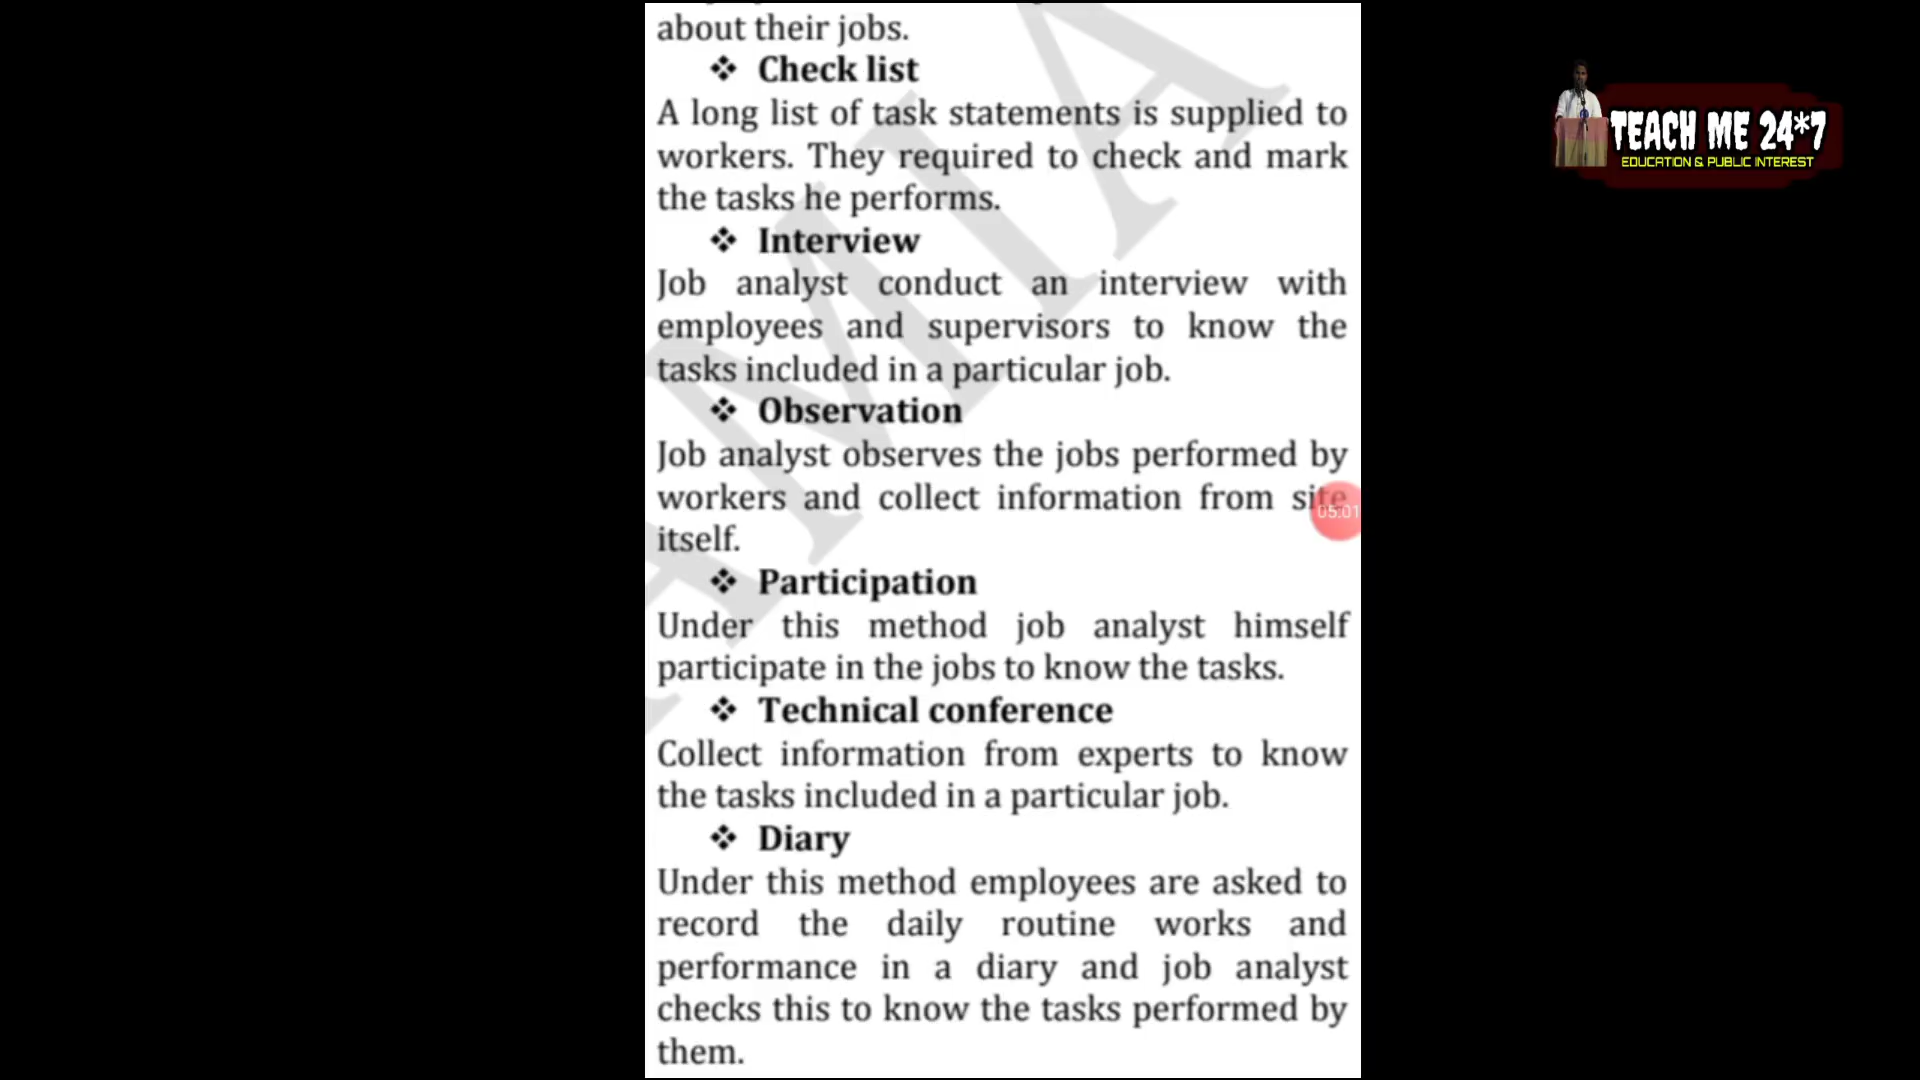 about their jobs.
❖ Check list
A long list of task statements is supplied to
workers. They required to check and mark
the tasks he performs.
❖ Interview
Job analyst conduct an interview with
employees and supervisors to know the
tasks included in a particular job.
❖ Observation
Job analyst observes the jobs performed by
workers and collect information from site
itself.
❖ Participation
Under this method job analyst himself
participate in the jobs to know the tasks.
❖ Technical conference
Collect information from experts to know
the tasks included in a particular job.
❖ Diary
Under this method employees are asked to
record the daily routine works and
performance in a diary and job analyst
checks this to know the tasks performed by
them.
05:01
TEACH ME 24*7
EDUCATION & PUBLIC INTEREST